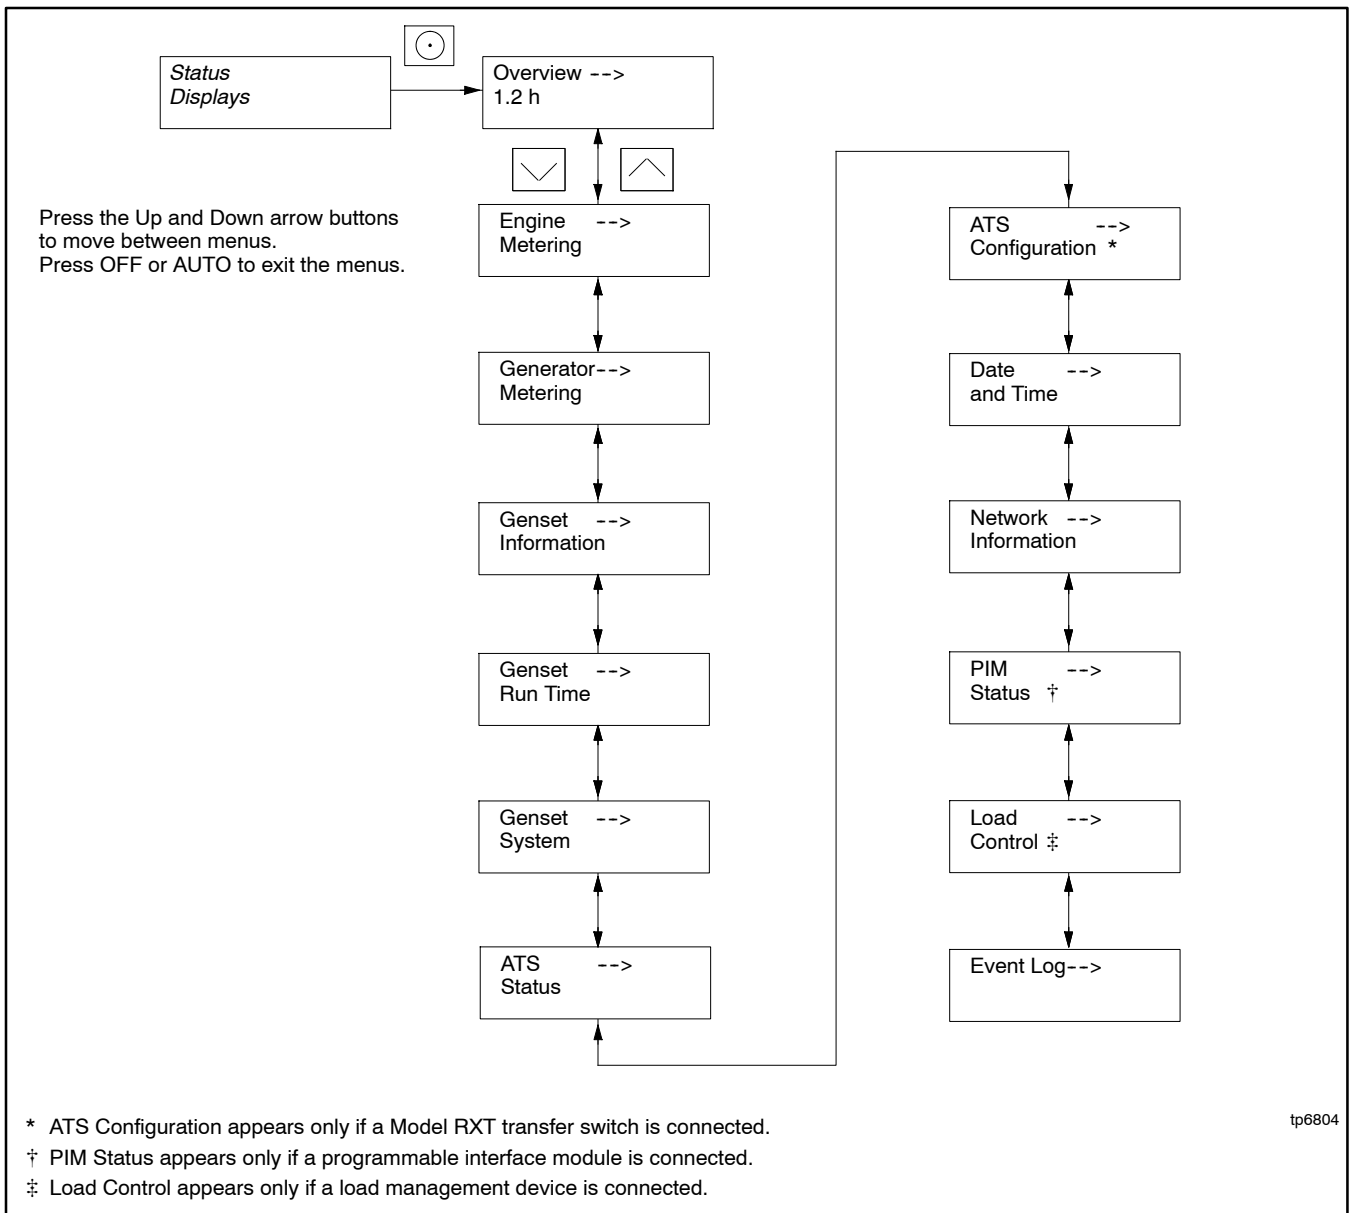 Status
Displays
Overview -->
1.2 h
Press the Up and Down arrow buttons
to move between menus.
Press OFF or AUTO to exit the menus.
Engine -->
Metering
Generator-->
Metering
Genset -->
Information
Genset -->
Run Time
Genset -->
System
ATS -->
Status
ATS -->
Configuration *
Date -->
and Time
Network -->
Information
PIM -->
Status †
Load -->
Control ‡
Event Log-->
* ATS Configuration appears only if a Model RXT transfer switch is connected.
† PIM Status appears only if a programmable interface module is connected.
‡ Load Control appears only if a load management device is connected.
tp6804